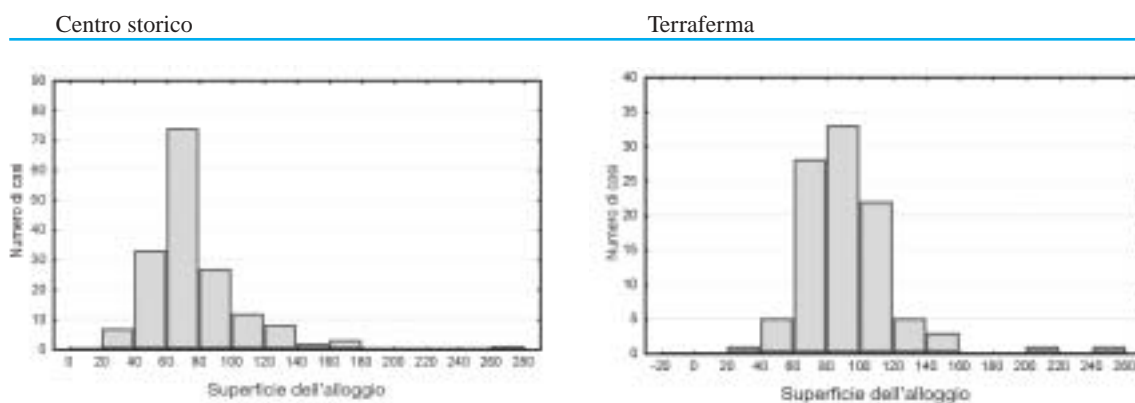 Centro storico
Terraferma
90
80
70
60
50
40
30
20
10
0
Numero di casi
0 20 40 60 80 100 120 140 160 180 200 220 240 260 280
Superficie dell'alloggio
40
35
30
25
20
15
10
5
0
Numero di casi
-20 0 20 40 60 80 100 120 140 160 180 200 220 240 260
Superficie dell'alloggio